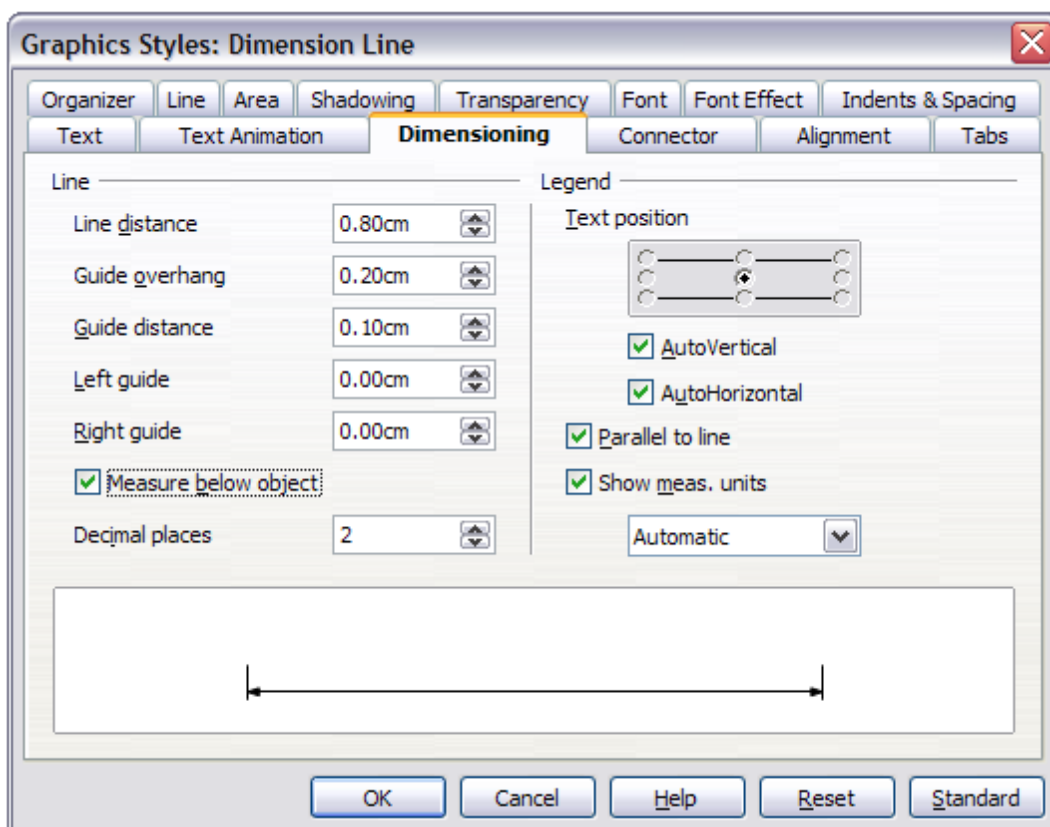 Graphics Styles: Dimension Line
Organizer Line Area Shadowing Transparency Font Font Effect Indents & Spacing
Text Text Animation Dimensioning Connector Alignment Tabs
Line
Line distance 0.80cm
Guide overhang 0.20cm
Guide distance 0.10cm
Left guide 0.00cm
Right guide 0.00cm
Measure below object
Decimal places 2
Legend
Text position
AutoVertical
AutoHorizontal
Parallel to line
Show meas. units
Automatic
OK Cancel Help Reset Standard